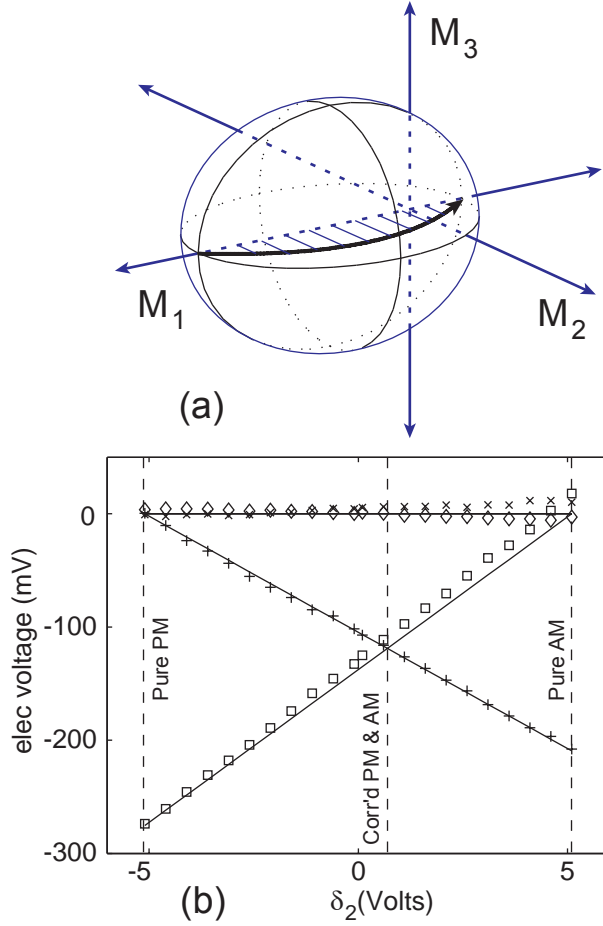 M3
M1
M2
(a)
elec voltage (mV)
0
-100
-200
-300
Pure PM
Corr'd PM & AM
Pure AM
-5
0
5
(b)
δ2(Volts)